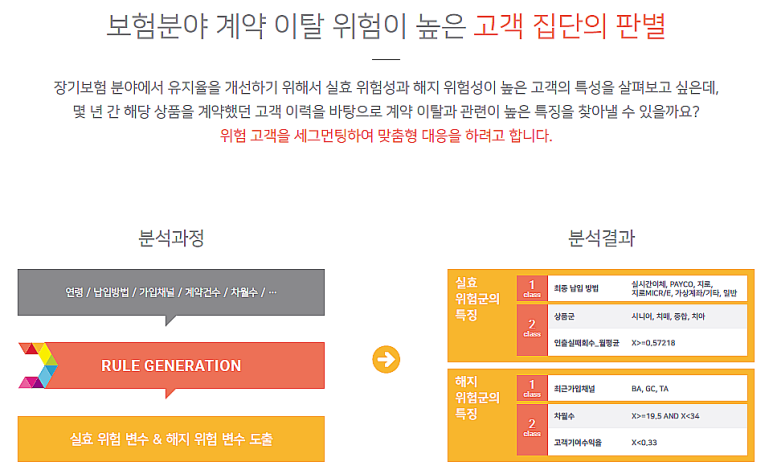 보험분야 계약 이탈 위험이 높은 고객 집단의 판별
장기보험 분야에서 유지율을 개선하기 위해서 실효 위험성과 해지 위험성이 높은 고객의 특성을 살펴보고 싶은데,
몇 년 간 해당 상품을 계약했던 고객 이력을 바탕으로 계약 이탈과 관련이 높은 특징을 찾아낼 수 있을까요?
위험 고객을 세그먼팅하여 맞춤형 대응을 하려고 합니다.
분석과정
연령 / 납입방법 / 가입채널 / 계약건수 / 차월수 / ···
RULE GENERATION
실효 위험 변수 & 해지 위험 변수 도출
분석결과
실효
위험군의
특징
1
class
최종 납입 방법
실시간이체, PAYCO, 지로,
지로MICR/E, 가상계좌/기타, 일반
2
class
상품군
시니어, 치매, 종합, 치아
인출실패회수_월평균
X>=0.57218
해지
위험군의
특징
1
class
최근가입채널
BA, GC, TA
2
class
차월수
X>=19.5 AND X<34
고객기여수익율
X<0.33